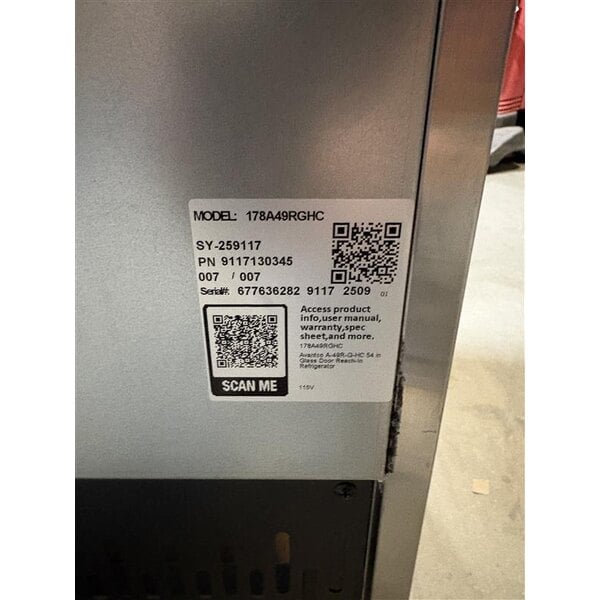 MODEL: 178A49RGHC
SY-259117
PN 9117130345
007 / 007
Serial#: 677636282 9117 2509 01
Access product
info,user manual,
warranty,spec
sheet,and more.
178A49RGHC
Avantco A-49R-G-HC 54 in
Glass Door Reach-in
Refrigerator
115V
SCAN ME